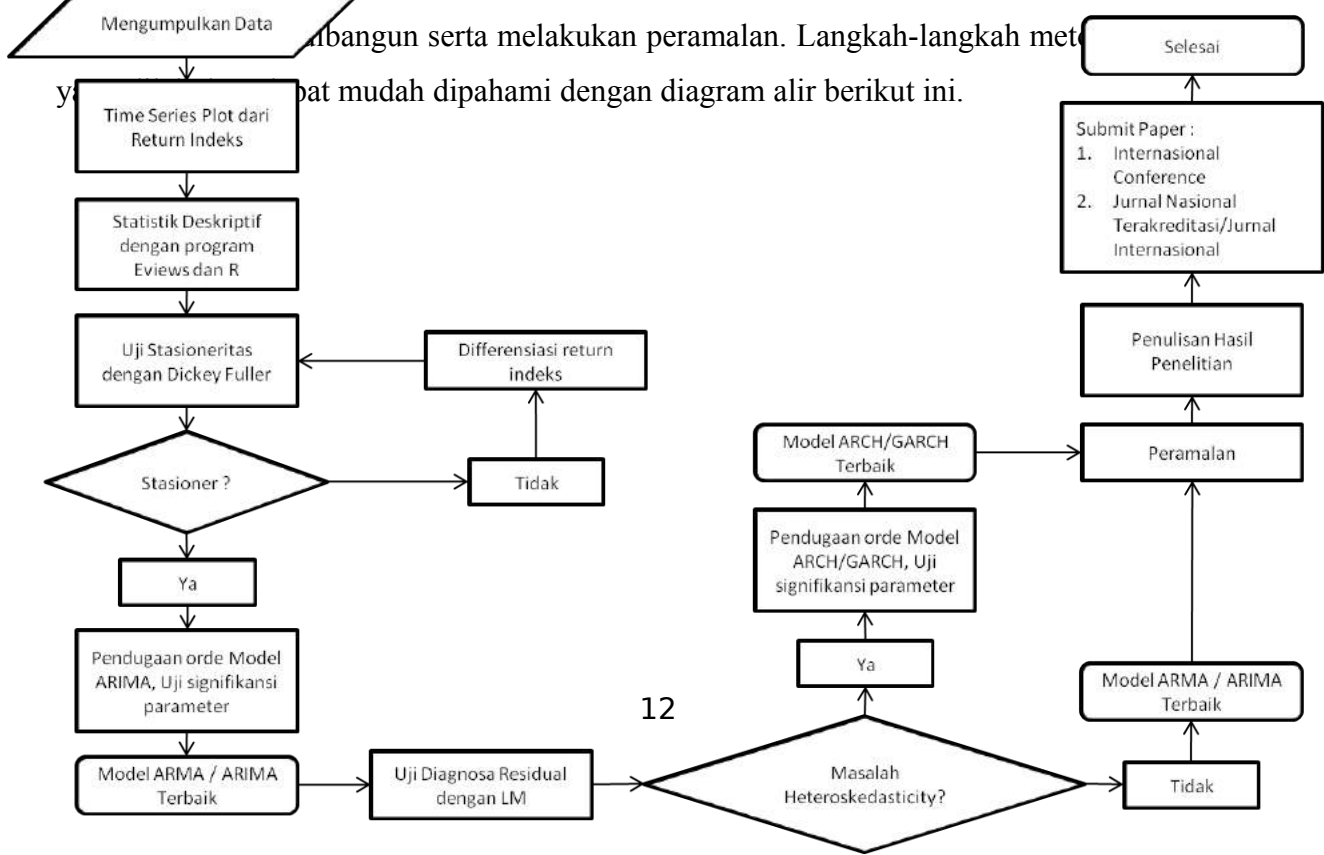 Mengumpulkan Data
bangun serta melakukan peramalan. Langkah-langkah
mudah dipahami dengan diagram alir berikut ini.
Time Series Plot dari
Return Indeks
Statistik Deskriptif
dengan program
Eviews dan R
Uji Stasioneritas
dengan Dickey Fuller
Differensiasi return
indeks
Stasioner ?
Tidak
Ya
Pendugaan orde Model
ARIMA, Uji signifikansi
parameter
Model ARMA / ARIMA
Terbaik
Uji Diagnosa Residual
dengan LM
12
Masalah
Heteroskedasticity?
Ya
Pendugaan orde Model
ARCH/GARCH, Uji
signifikansi parameter
Model ARCH/GARCH
Terbaik
Tidak
Model ARMA / ARIMA
Terbaik
Peramalan
Penulisan Hasil
Penelitian
Submit Paper :
1. Internasional
Conference
2. Jurnal Nasional
Terakreditasi/Jurnal
Internasional
Selesai